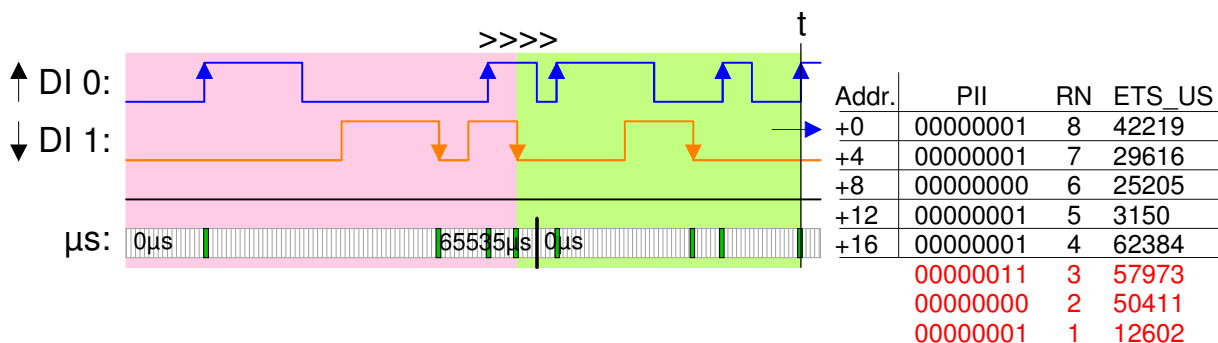 >>>> t
DI 0:
DI 1:
µs: 0µs 65535µs 0µs
Addr. PII RN ETS_US
+0 00000001 8 42219
+4 00000001 7 29616
+8 00000000 6 25205
+12 00000001 5 3150
+16 00000001 4 62384
00000011 3 57973
00000000 2 50411
00000001 1 12602